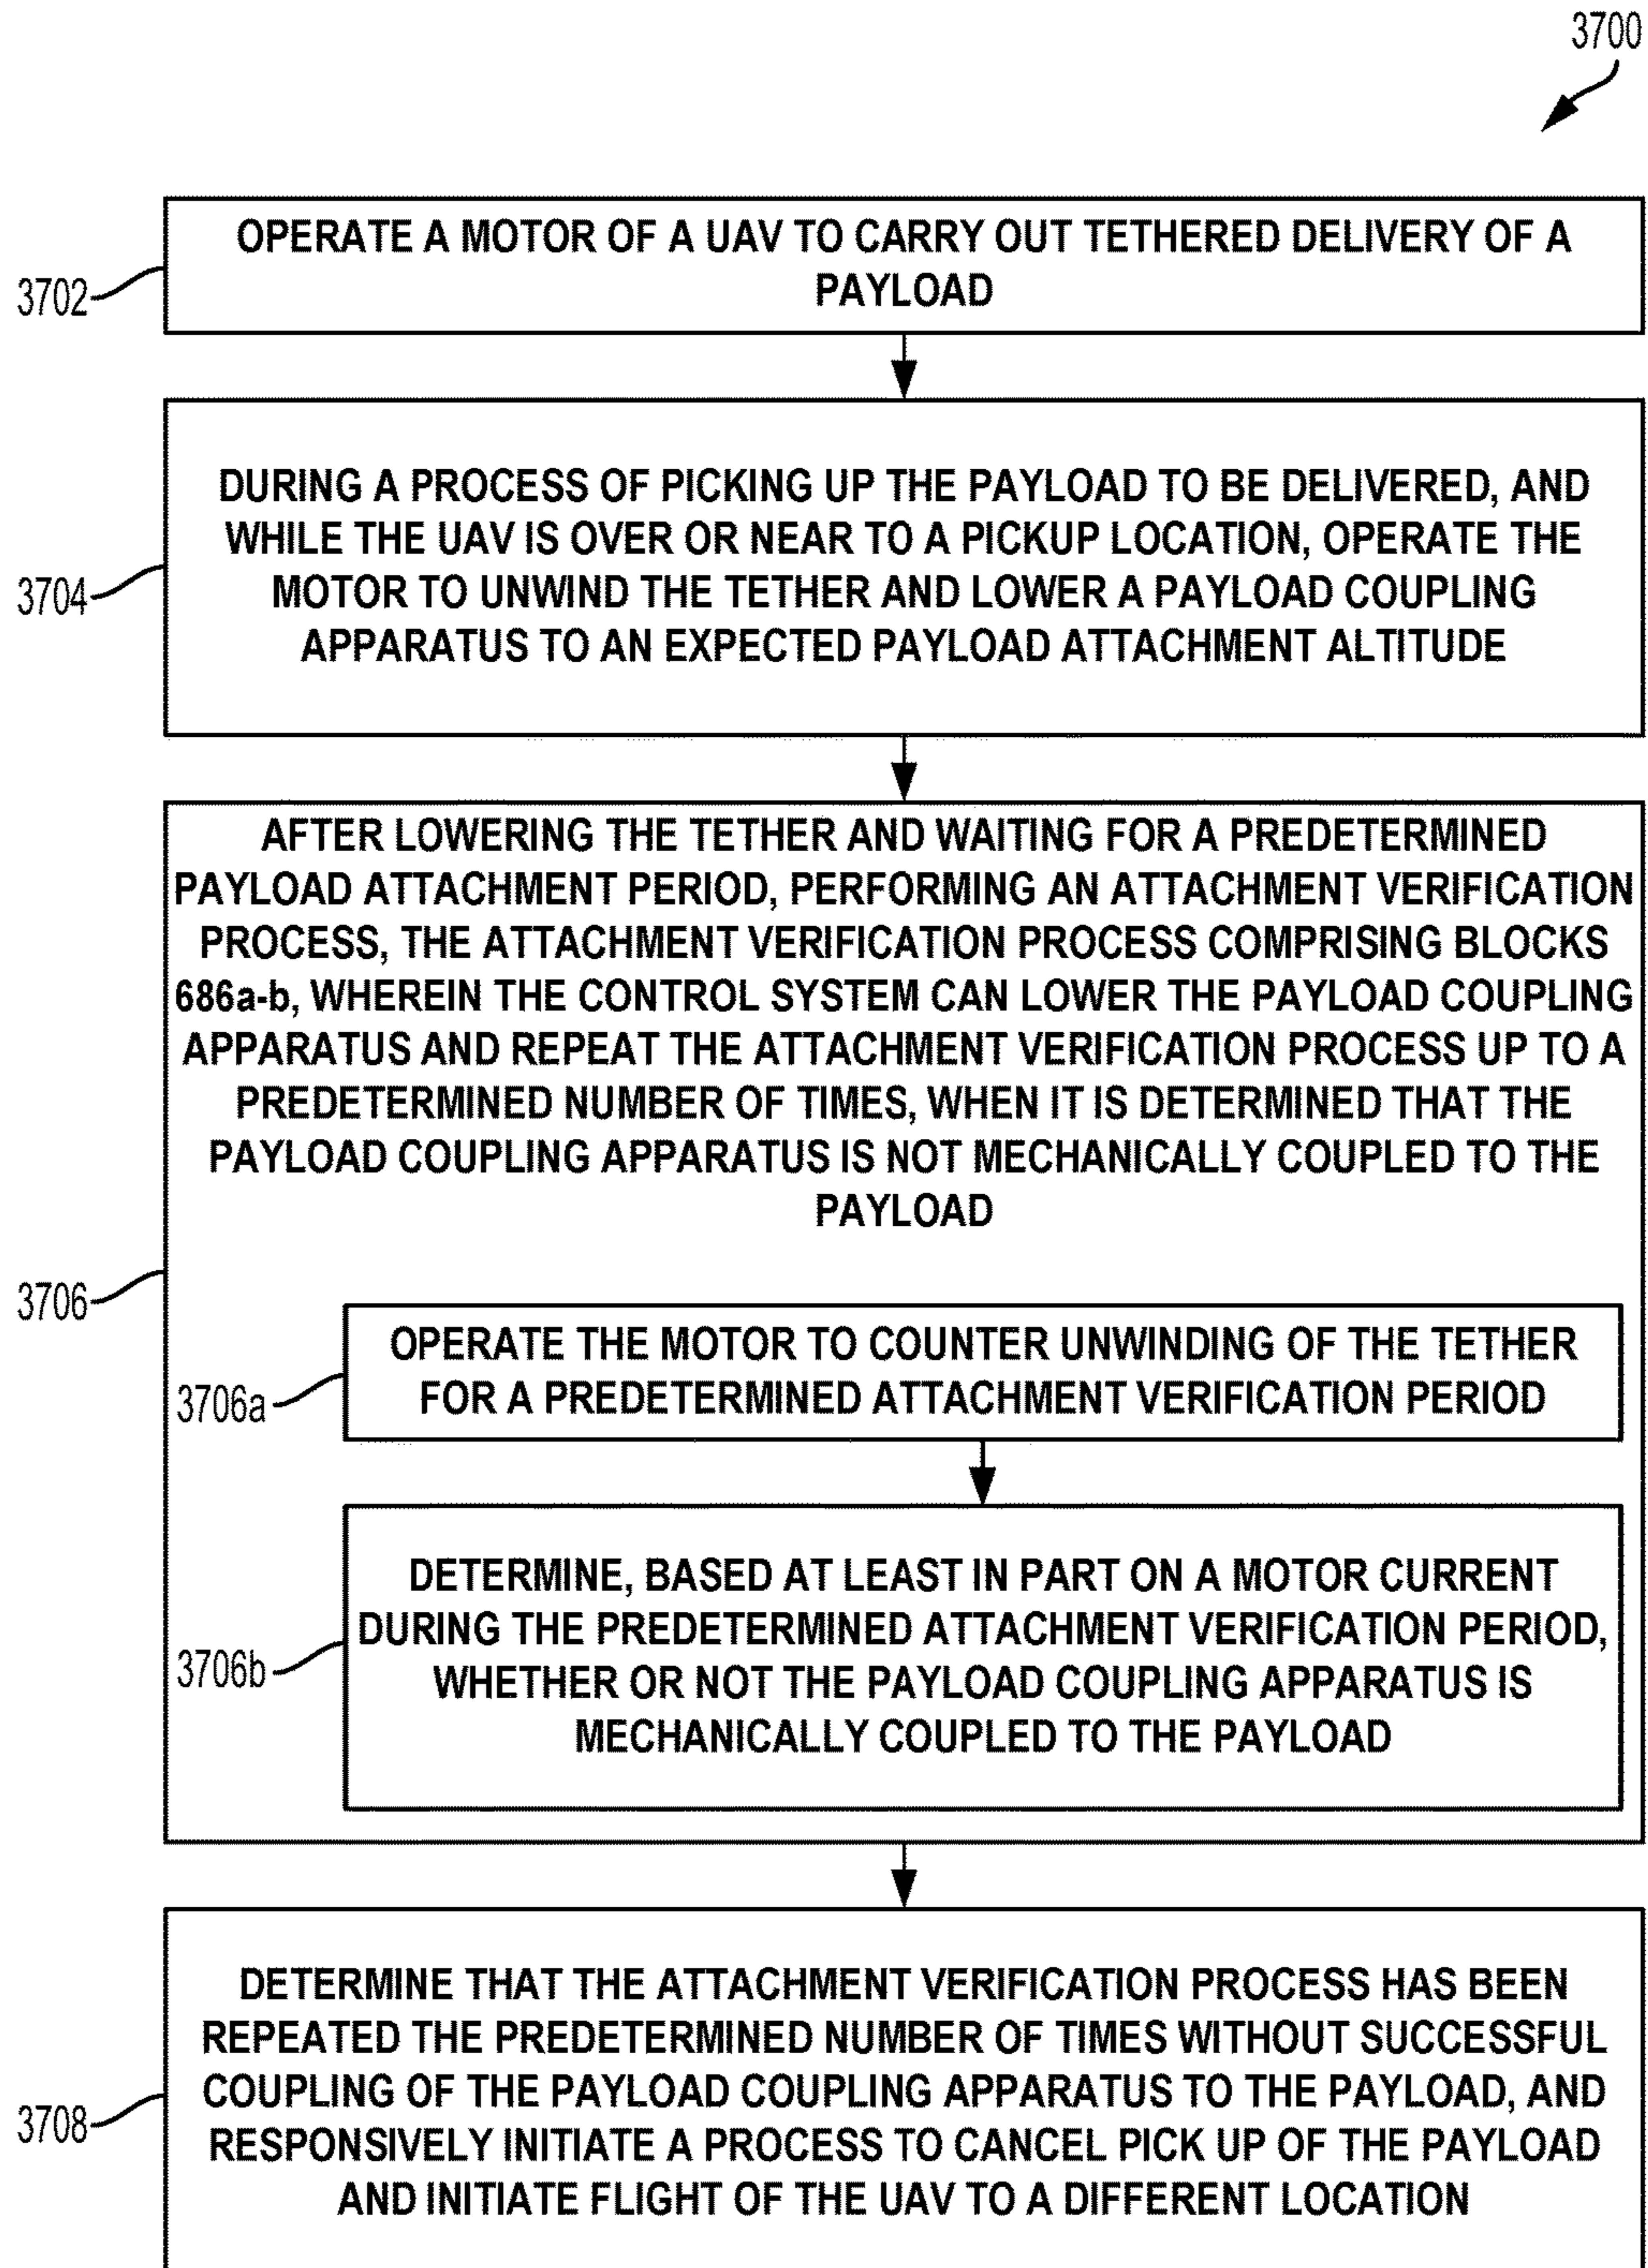 3700
OPERATE A MOTOR OF A UAV TO CARRY OUT TETHERED DELIVERY OF A
PAYLOAD
3702
DURING A PROCESS OF PICKING UP THE PAYLOAD TO BE DELIVERED, AND
WHILE THE UAV IS OVER OR NEAR TO A PICKUP LOCATION, OPERATE THE
MOTOR TO UNWIND THE TETHER AND LOWER A PAYLOAD COUPLING
APPARATUS TO AN EXPECTED PAYLOAD ATTACHMENT ALTITUDE
3704
AFTER LOWERING THE TETHER AND WAITING FOR A PREDETERMINED
PAYLOAD ATTACHMENT PERIOD, PERFORMING AN ATTACHMENT VERIFICATION
PROCESS, THE ATTACHMENT VERIFICATION PROCESS COMPRISING BLOCKS
686a-b, WHEREIN THE CONTROL SYSTEM CAN LOWER THE PAYLOAD COUPLING
APPARATUS AND REPEAT THE ATTACHMENT VERIFICATION PROCESS UP TO A
PREDETERMINED NUMBER OF TIMES, WHEN IT IS DETERMINED THAT THE
PAYLOAD COUPLING APPARATUS IS NOT MECHANICALLY COUPLED TO THE
PAYLOAD
3706
OPERATE THE MOTOR TO COUNTER UNWINDING OF THE TETHER
FOR A PREDETERMINED ATTACHMENT VERIFICATION PERIOD
3706a
DETERMINE, BASED AT LEAST IN PART ON A MOTOR CURRENT
DURING THE PREDETERMINED ATTACHMENT VERIFICATION PERIOD,
WHETHER OR NOT THE PAYLOAD COUPLING APPARATUS IS
MECHANICALLY COUPLED TO THE PAYLOAD
3706b
DETERMINE THAT THE ATTACHMENT VERIFICATION PROCESS HAS BEEN
REPEATED THE PREDETERMINED NUMBER OF TIMES WITHOUT SUCCESSFUL
COUPLING OF THE PAYLOAD COUPLING APPARATUS TO THE PAYLOAD, AND
RESPONSIVELY INITIATE A PROCESS TO CANCEL PICK UP OF THE PAYLOAD
AND INITIATE FLIGHT OF THE UAV TO A DIFFERENT LOCATION
3708